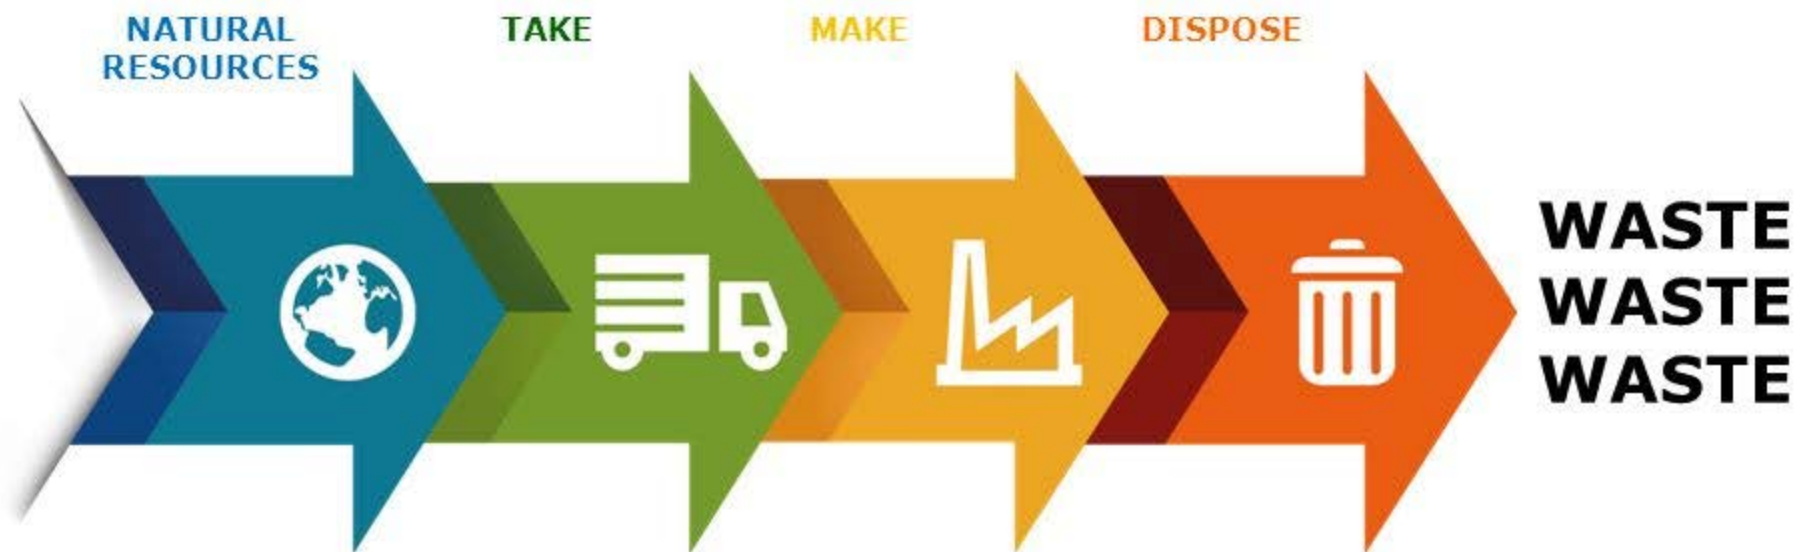 NATURAL
RESOURCES
TAKE
MAKE
DISPOSE
WASTE
WASTE
WASTE